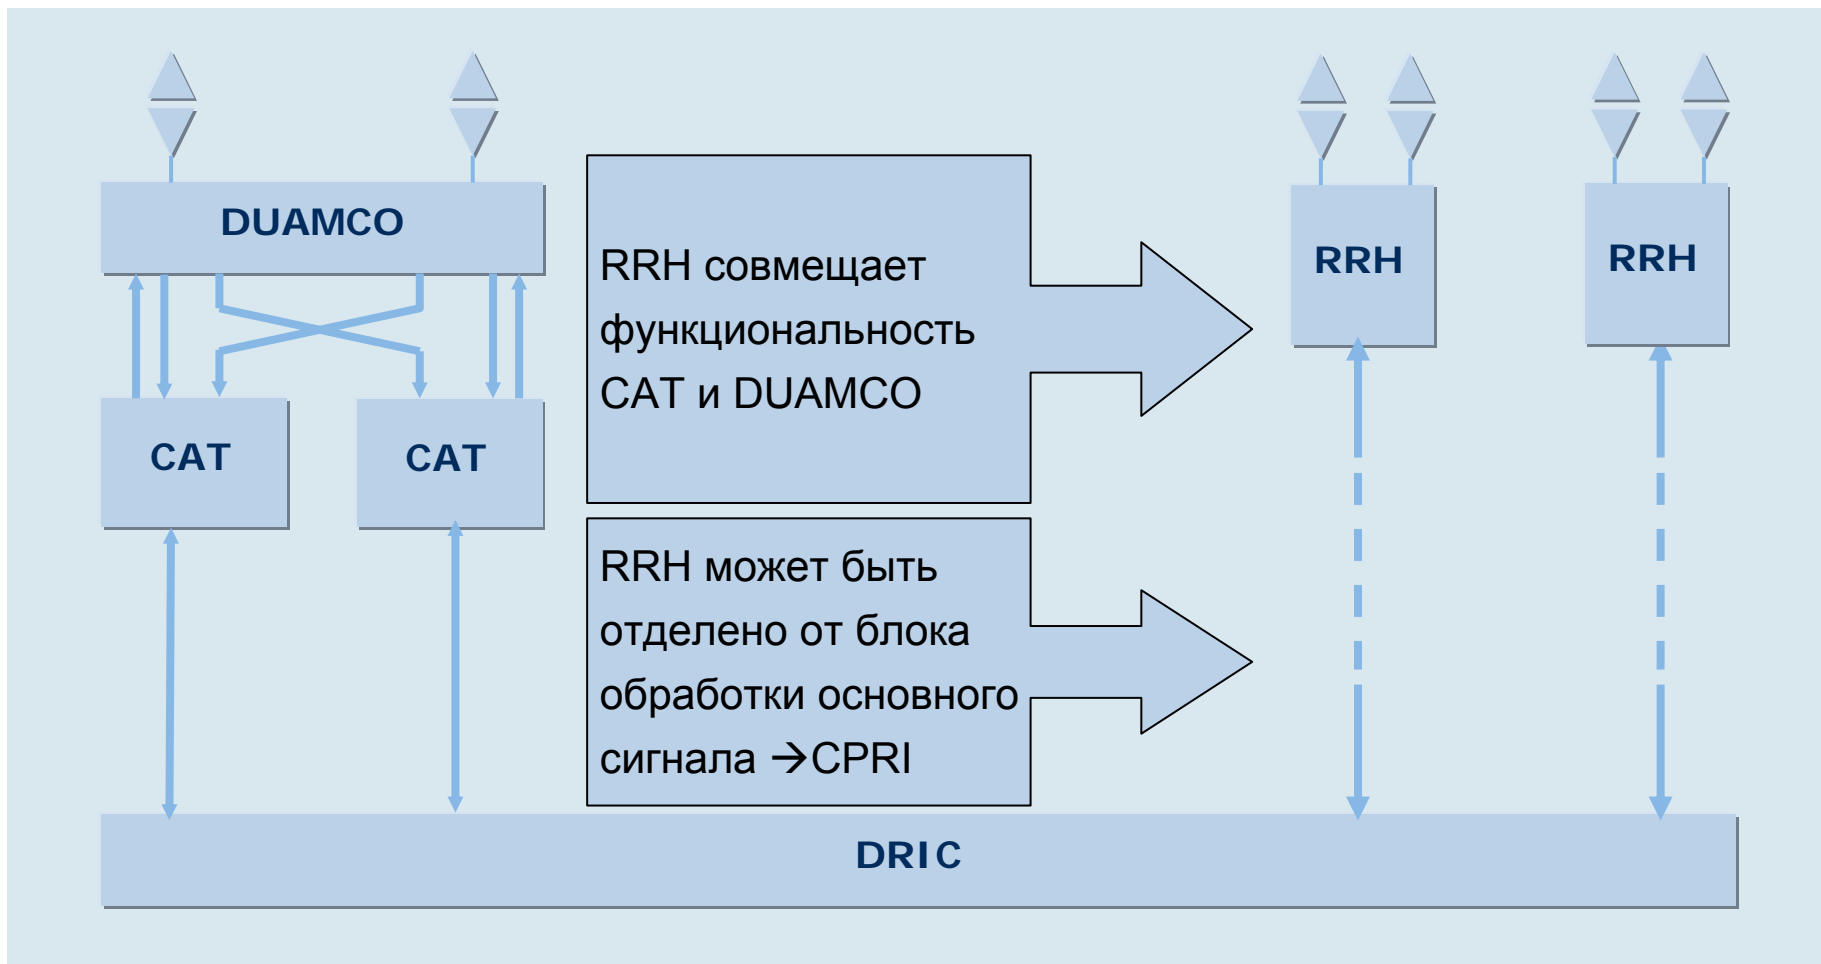 DUAMCO
CAT
CAT
RRH совмещает
функциональность
CAT и DUAMCO
RRH может быть
отделено от блока
обработки основного
сигнала →CPRI
RRH
RRH
DRIC